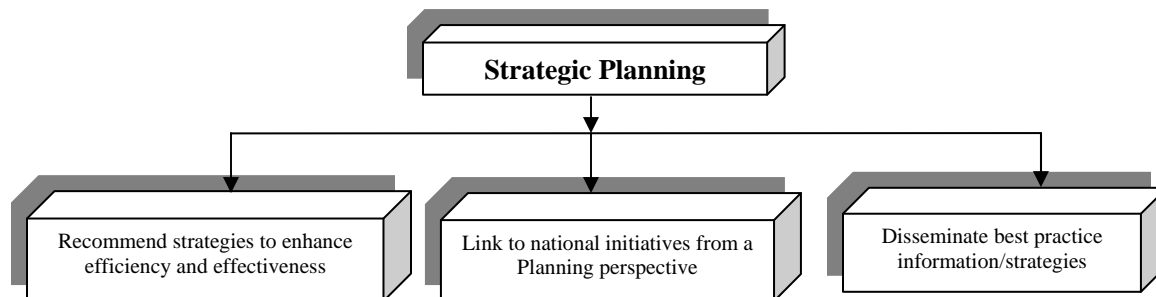 Strategic Planning
Recommend strategies to enhance
efficiency and effectiveness
Link to national initiatives from a
Planning perspective
Disseminate best practice
information/strategies